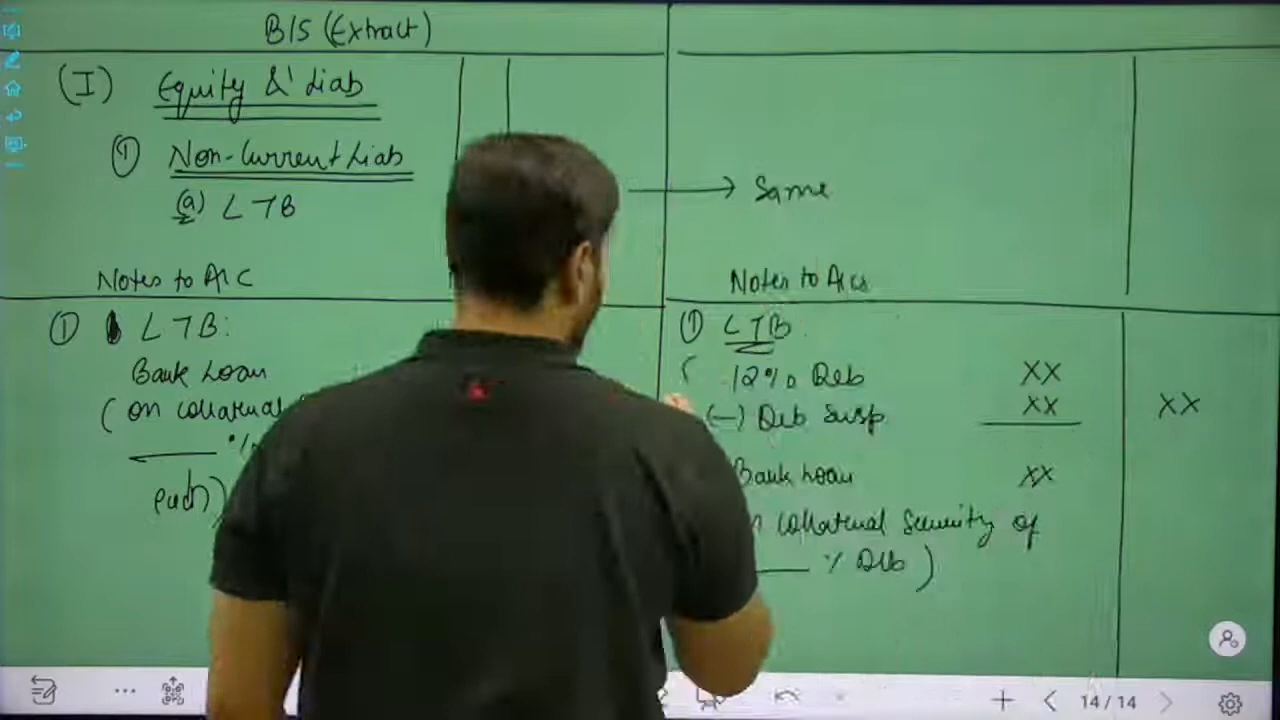 B/S (Extract)
(I) Equity & Liab
① Non-Current Liab
(a) LTB
→ Same
Notes to A/C
① LTB:
Bank Loan
( on collateral
____ %
each)
Notes to A/cs
① LTB
( 12% Deb XX
(-) Deb Susp XX XX
Bank Loan XX
collateral Security of
____ % Deb )
14 / 14